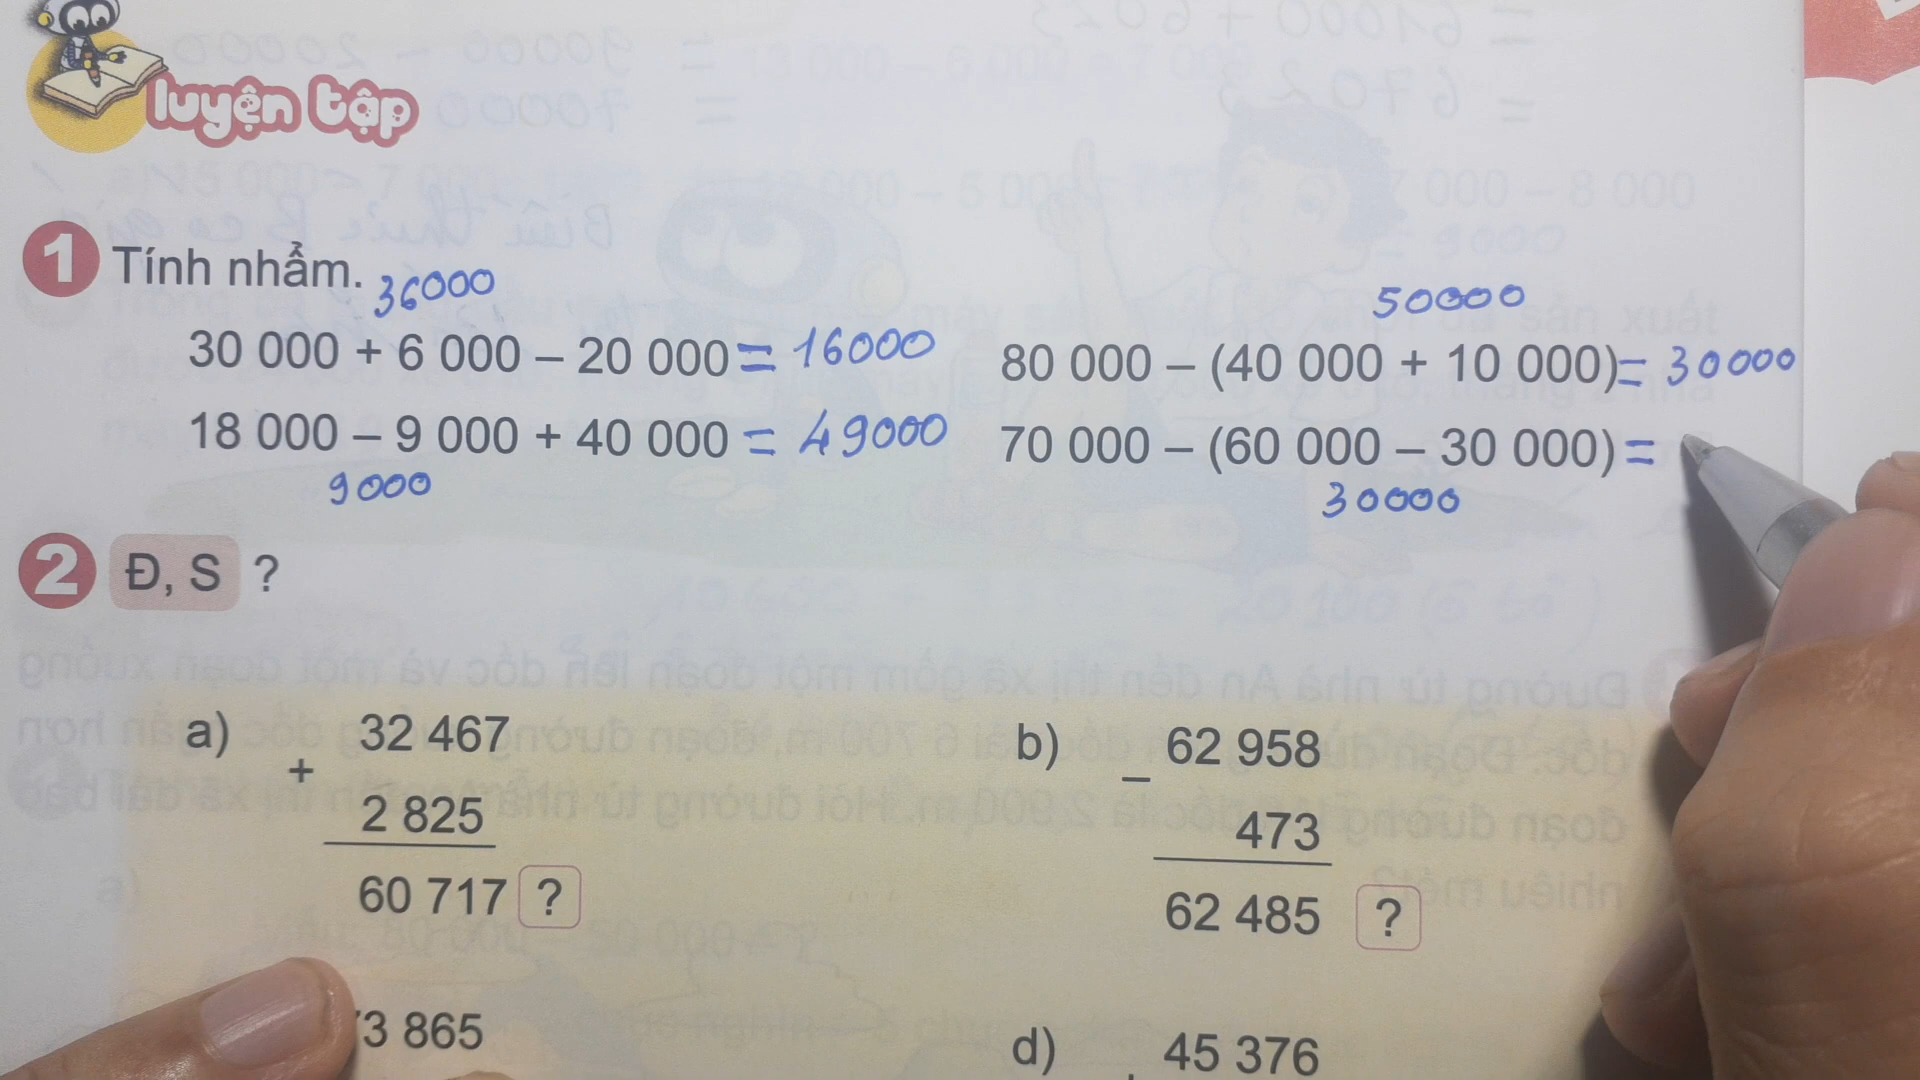 luyện tập
1 Tính nhẩm.
36000
30 000 + 6 000 – 20 000 = 16000
18 000 – 9 000 + 40 000 = 49000
9000
50000
80 000 – (40 000 + 10 000) = 30000
70 000 – (60 000 – 30 000) =
30000
2 Đ, S ?
a)
32 467
+
2 825
60 717 ?
b)
62 958
–
473
62 485 ?
3 865
d)
45 376